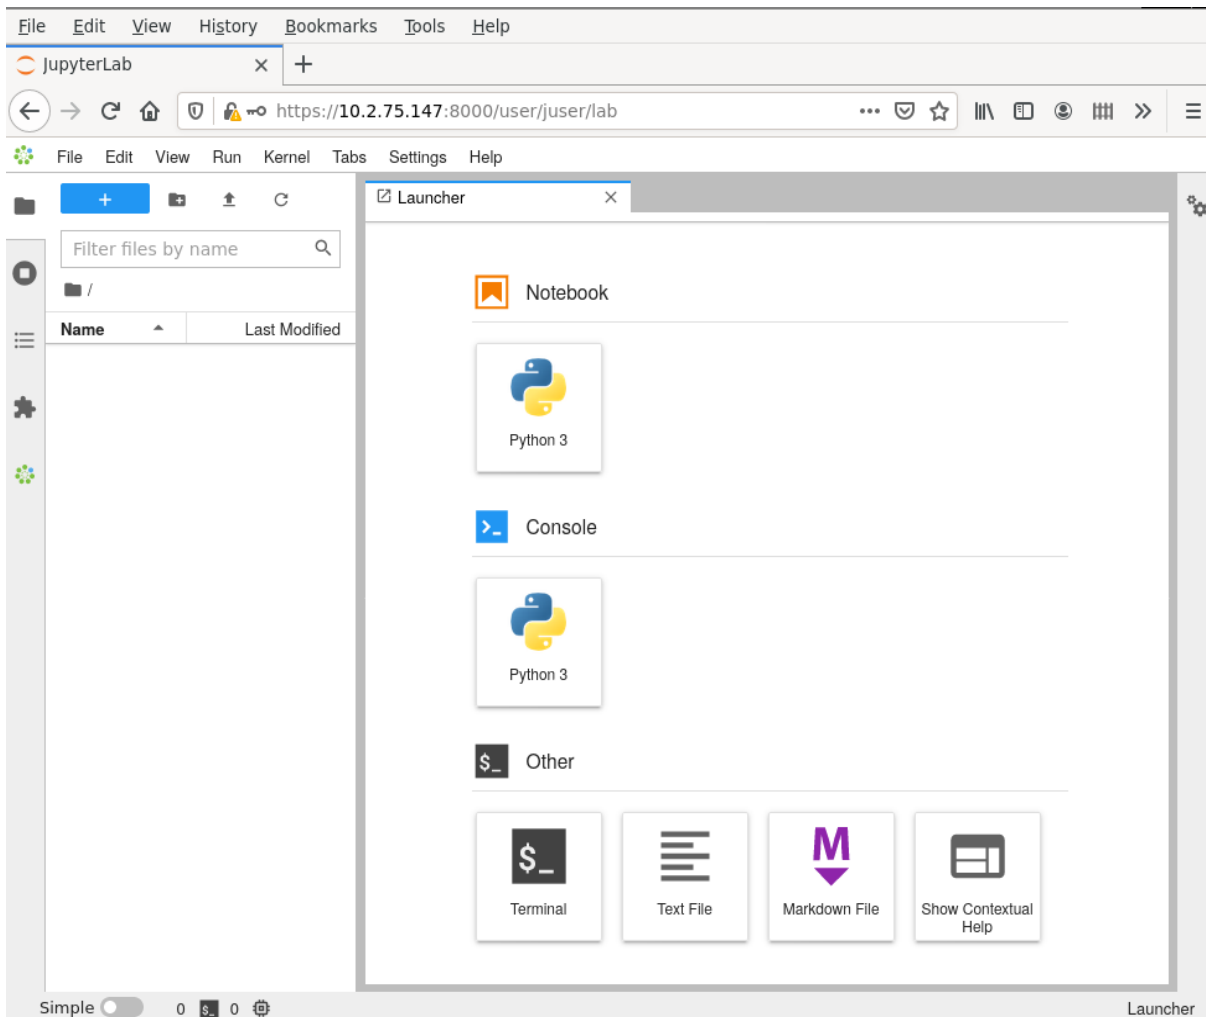 File Edit View History Bookmarks Tools Help
JupyterLab
https://10.2.75.147:8000/user/juser/lab
File Edit View Run Kernel Tabs Settings Help
+
Launcher
Filter files by name
/
Name Last Modified
Notebook
Python 3
Console
Python 3
$_ Other
$_
M
Terminal Text File Markdown File Show Contextual
Help
Simple 0 $_ 0 Launcher